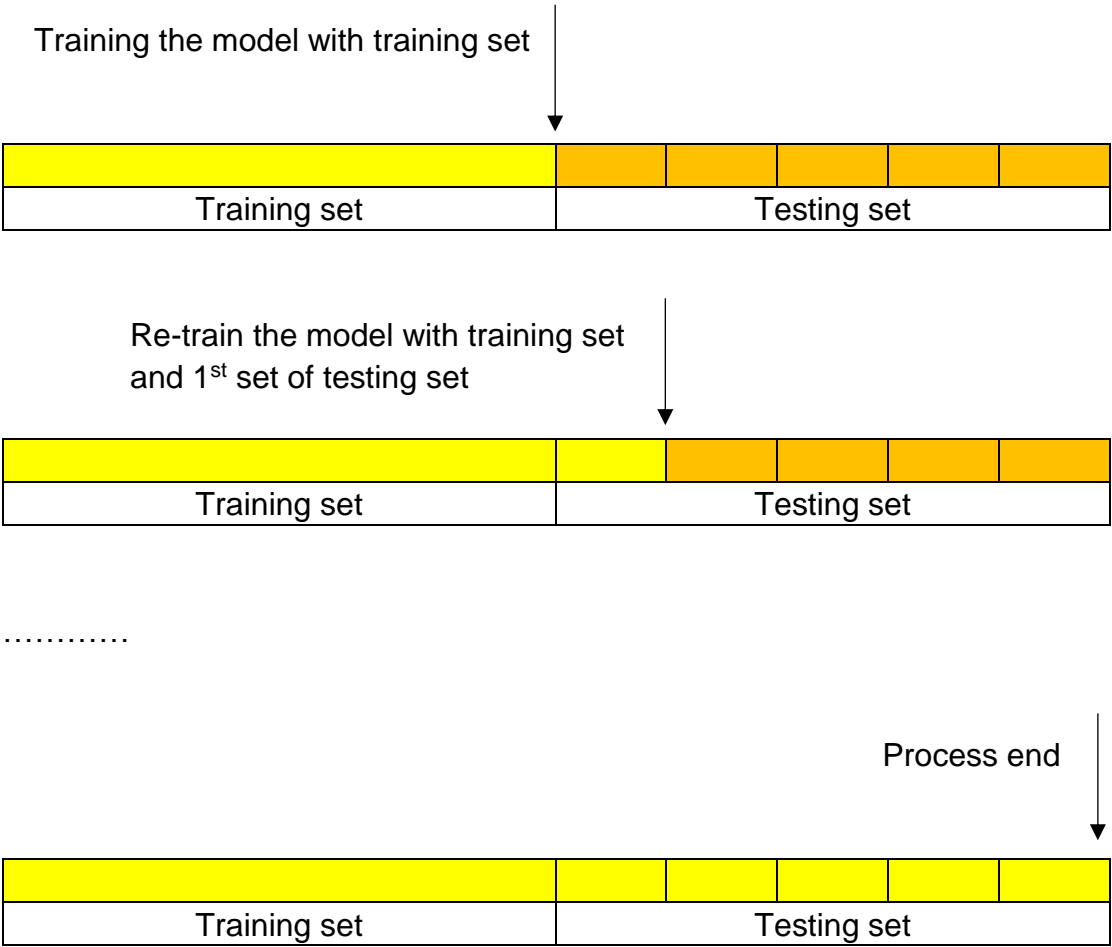 Training the model with training set
Training set Testing set
Re-train the model with training set
and 1st set of testing set
Training set Testing set
…………
Process end
Training set Testing set